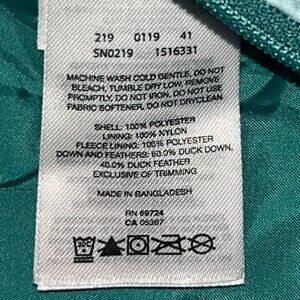 219 0119 41
SN0219 1516331
MACHINE WASH COLD GENTLE, DO NOT
BLEACH, TUMBLE DRY LOW, REMOVE
PROMPTLY, DO NOT IRON, DO NOT USE
FABRIC SOFTENER, DO NOT DRYCLEAN
SHELL: 100% POLYESTER
LINING: 100% NYLON
FLEECE LINING: 100% POLYESTER
DOWN AND FEATHERS: 60.0% DUCK DOWN,
40.0% DUCK FEATHER
EXCLUSIVE OF TRIMMING
MADE IN BANGLADESH
RN 69724
CA 05367